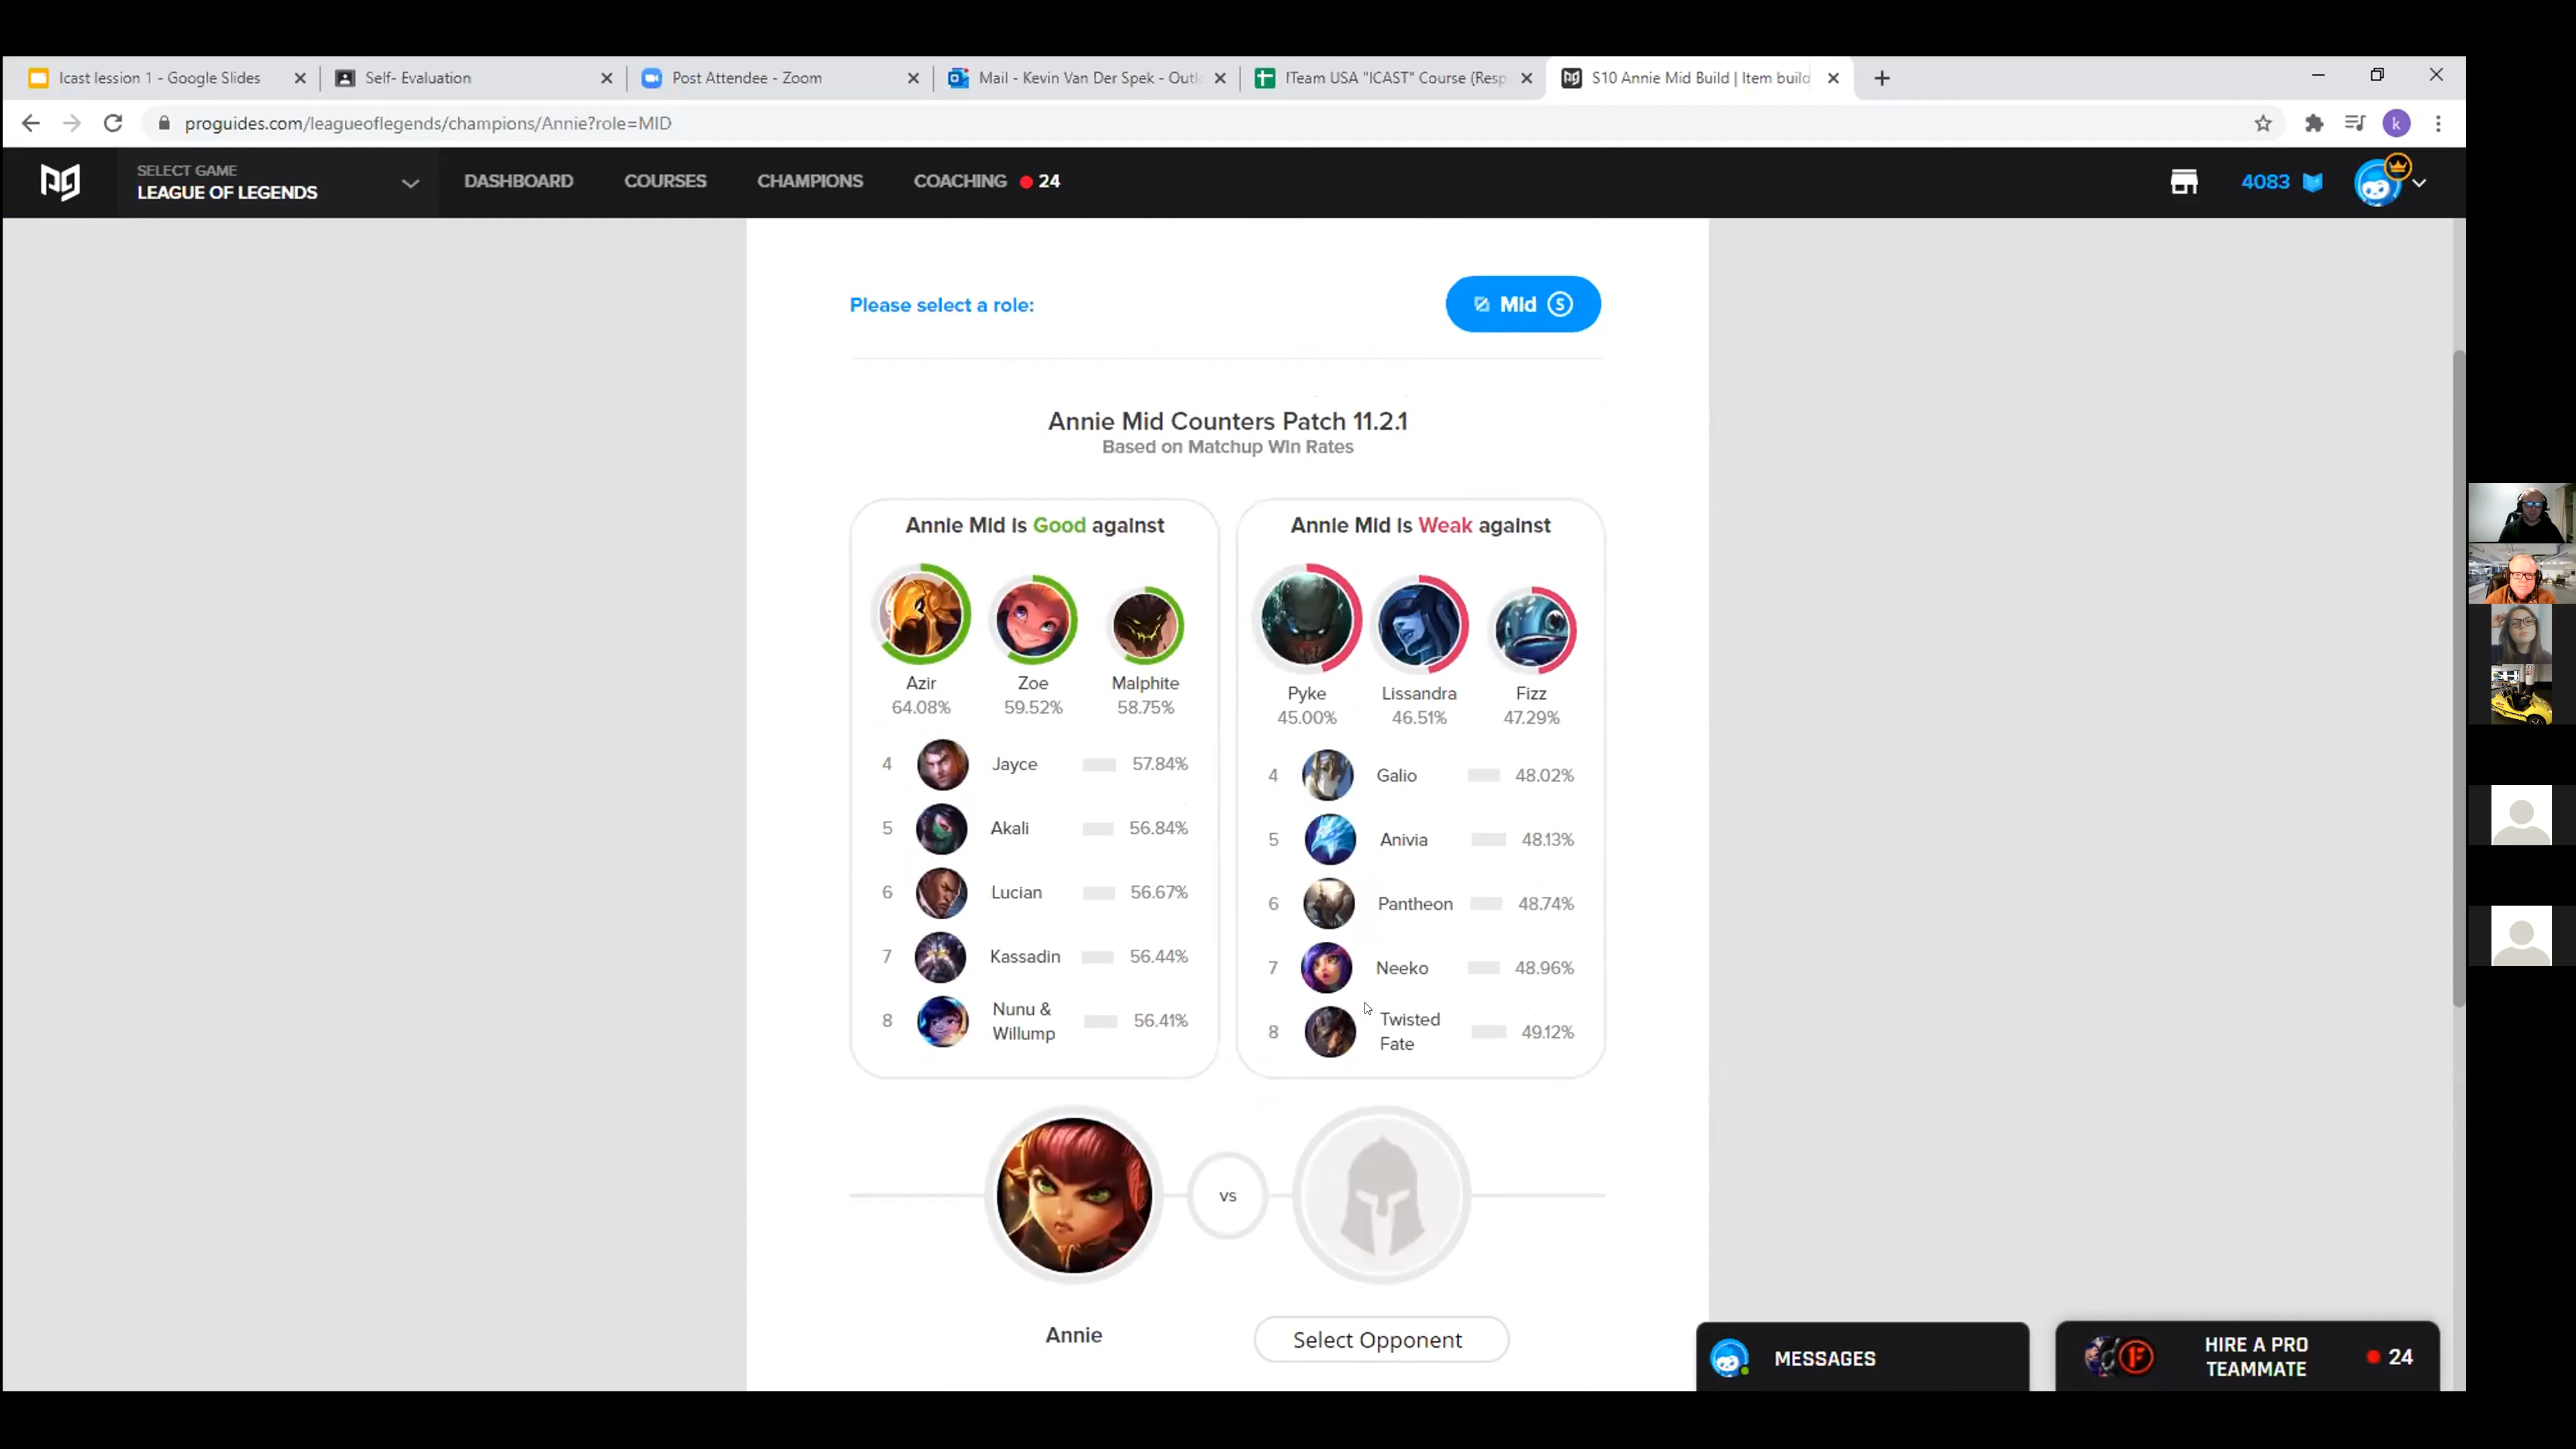 Icast lession 1 - Google Slides
Self- Evaluation
Post Attendee - Zoom
Mail - Kevin Van Der Spek - Outl
!Team USA "ICAST" Course (Resp
S10 Annie Mid Build | Item build
proguides.com/leagueoflegends/champions/Annie?role=MID
k
SELECT GAME
LEAGUE OF LEGENDS
DASHBOARD
COURSES
CHAMPIONS
COACHING
24
4083
Please select a role:
Mid
S
Annie Mid Counters Patch 11.2.1
Based on Matchup Win Rates
Annie Mid is Good against
Azir
64.08%
Zoe
59.52%
Malphite
58.75%
4 Jayce 57.84%
5 Akali 56.84%
6 Lucian 56.67%
7 Kassadin 56.44%
8 Nunu &
Willump 56.41%
Annie Mid is Weak against
Pyke
45.00%
Lissandra
46.51%
Fizz
47.29%
4 Galio 48.02%
5 Anivia 48.13%
6 Pantheon 48.74%
7 Neeko 48.96%
8 Twisted
Fate 49.12%
vs
Annie
Select Opponent
MESSAGES
HIRE A PRO
TEAMMATE
24